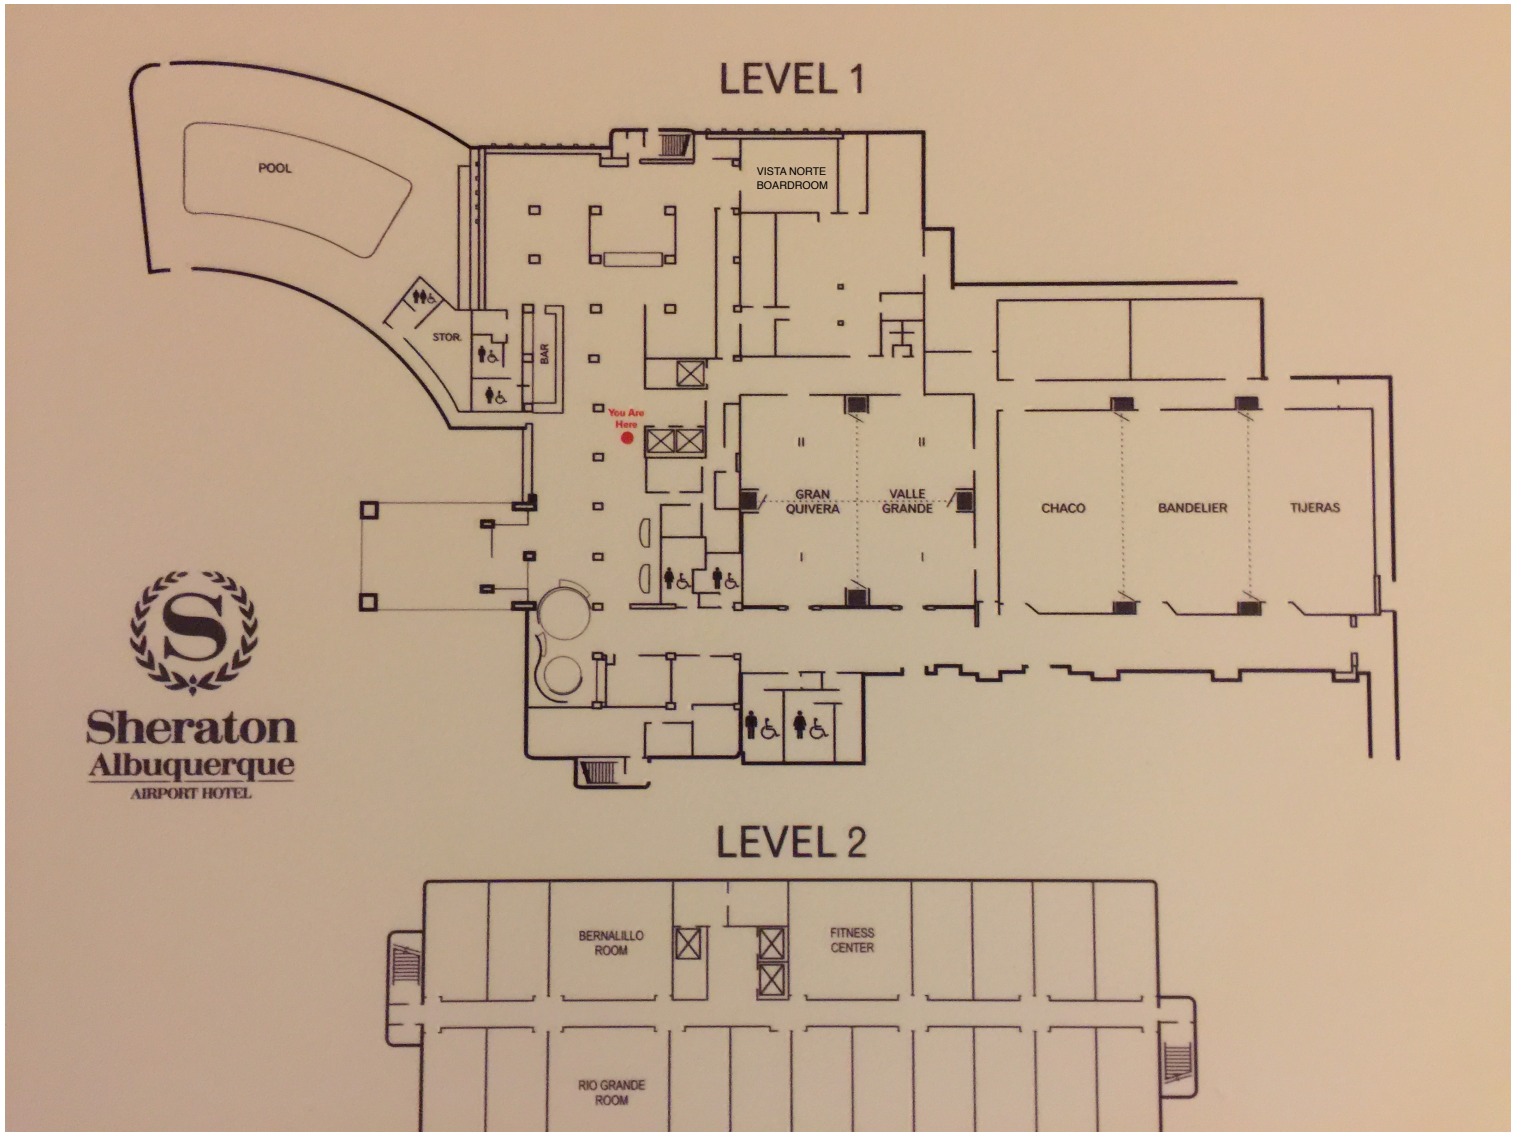 LEVEL 1
POOL
VISTA NORTE
BOARDROOM
STOR.
BAR
You Are
Here
GRAN
QUIVERA
VALLE
GRANDE
CHACO
BANDELIER
TIJERAS
S
Sheraton
Albuquerque
AIRPORT HOTEL
LEVEL 2
BERNALILLO
ROOM
FITNESS
CENTER
RIO GRANDE
ROOM